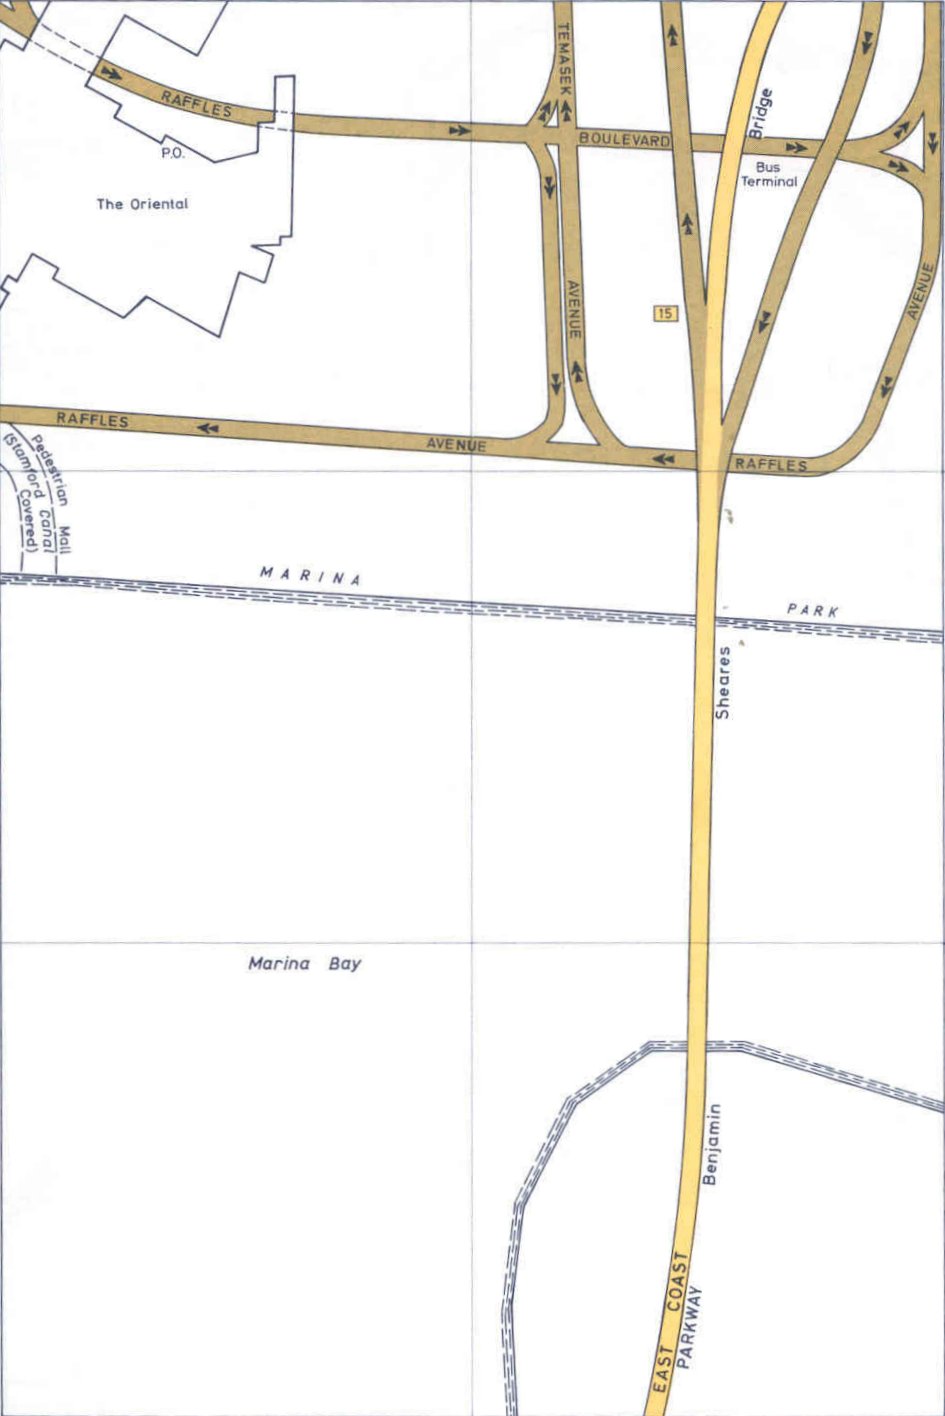 TEMASEK
RAFFLES
BOULEVARD
Bridge
P.O.
Bus
Terminal
The Oriental
AVENUE
AVENUE
15
RAFFLES
AVENUE
RAFFLES
Pedestrian Mall
(Stamford Canal
Covered)
MARINA
PARK
Sheares
Marina Bay
Benjamin
EAST COAST
PARKWAY